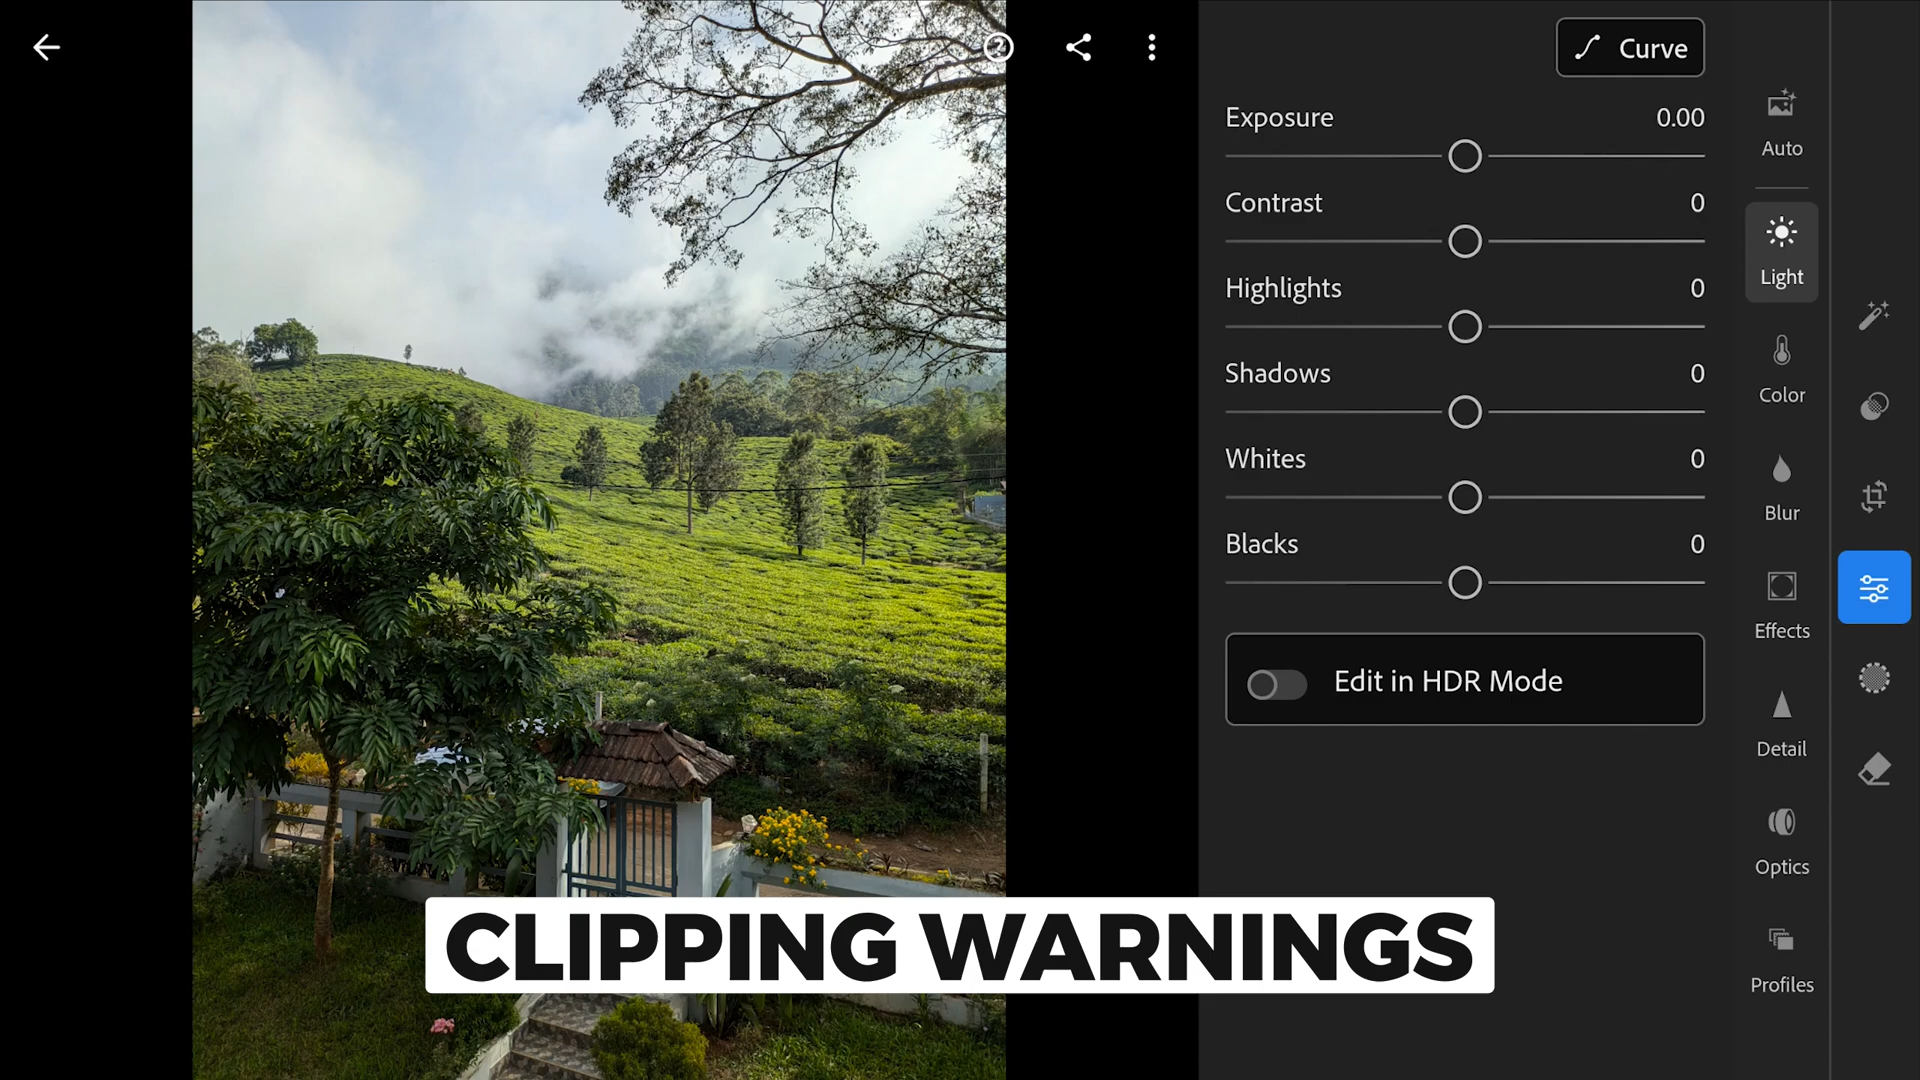 Curve
Exposure 0.00
Contrast 0
Highlights 0
Shadows 0
Whites 0
Blacks 0
Edit in HDR Mode
Auto
Light
Color
Blur
Effects
Detail
Optics
Profiles
CLIPPING WARNINGS